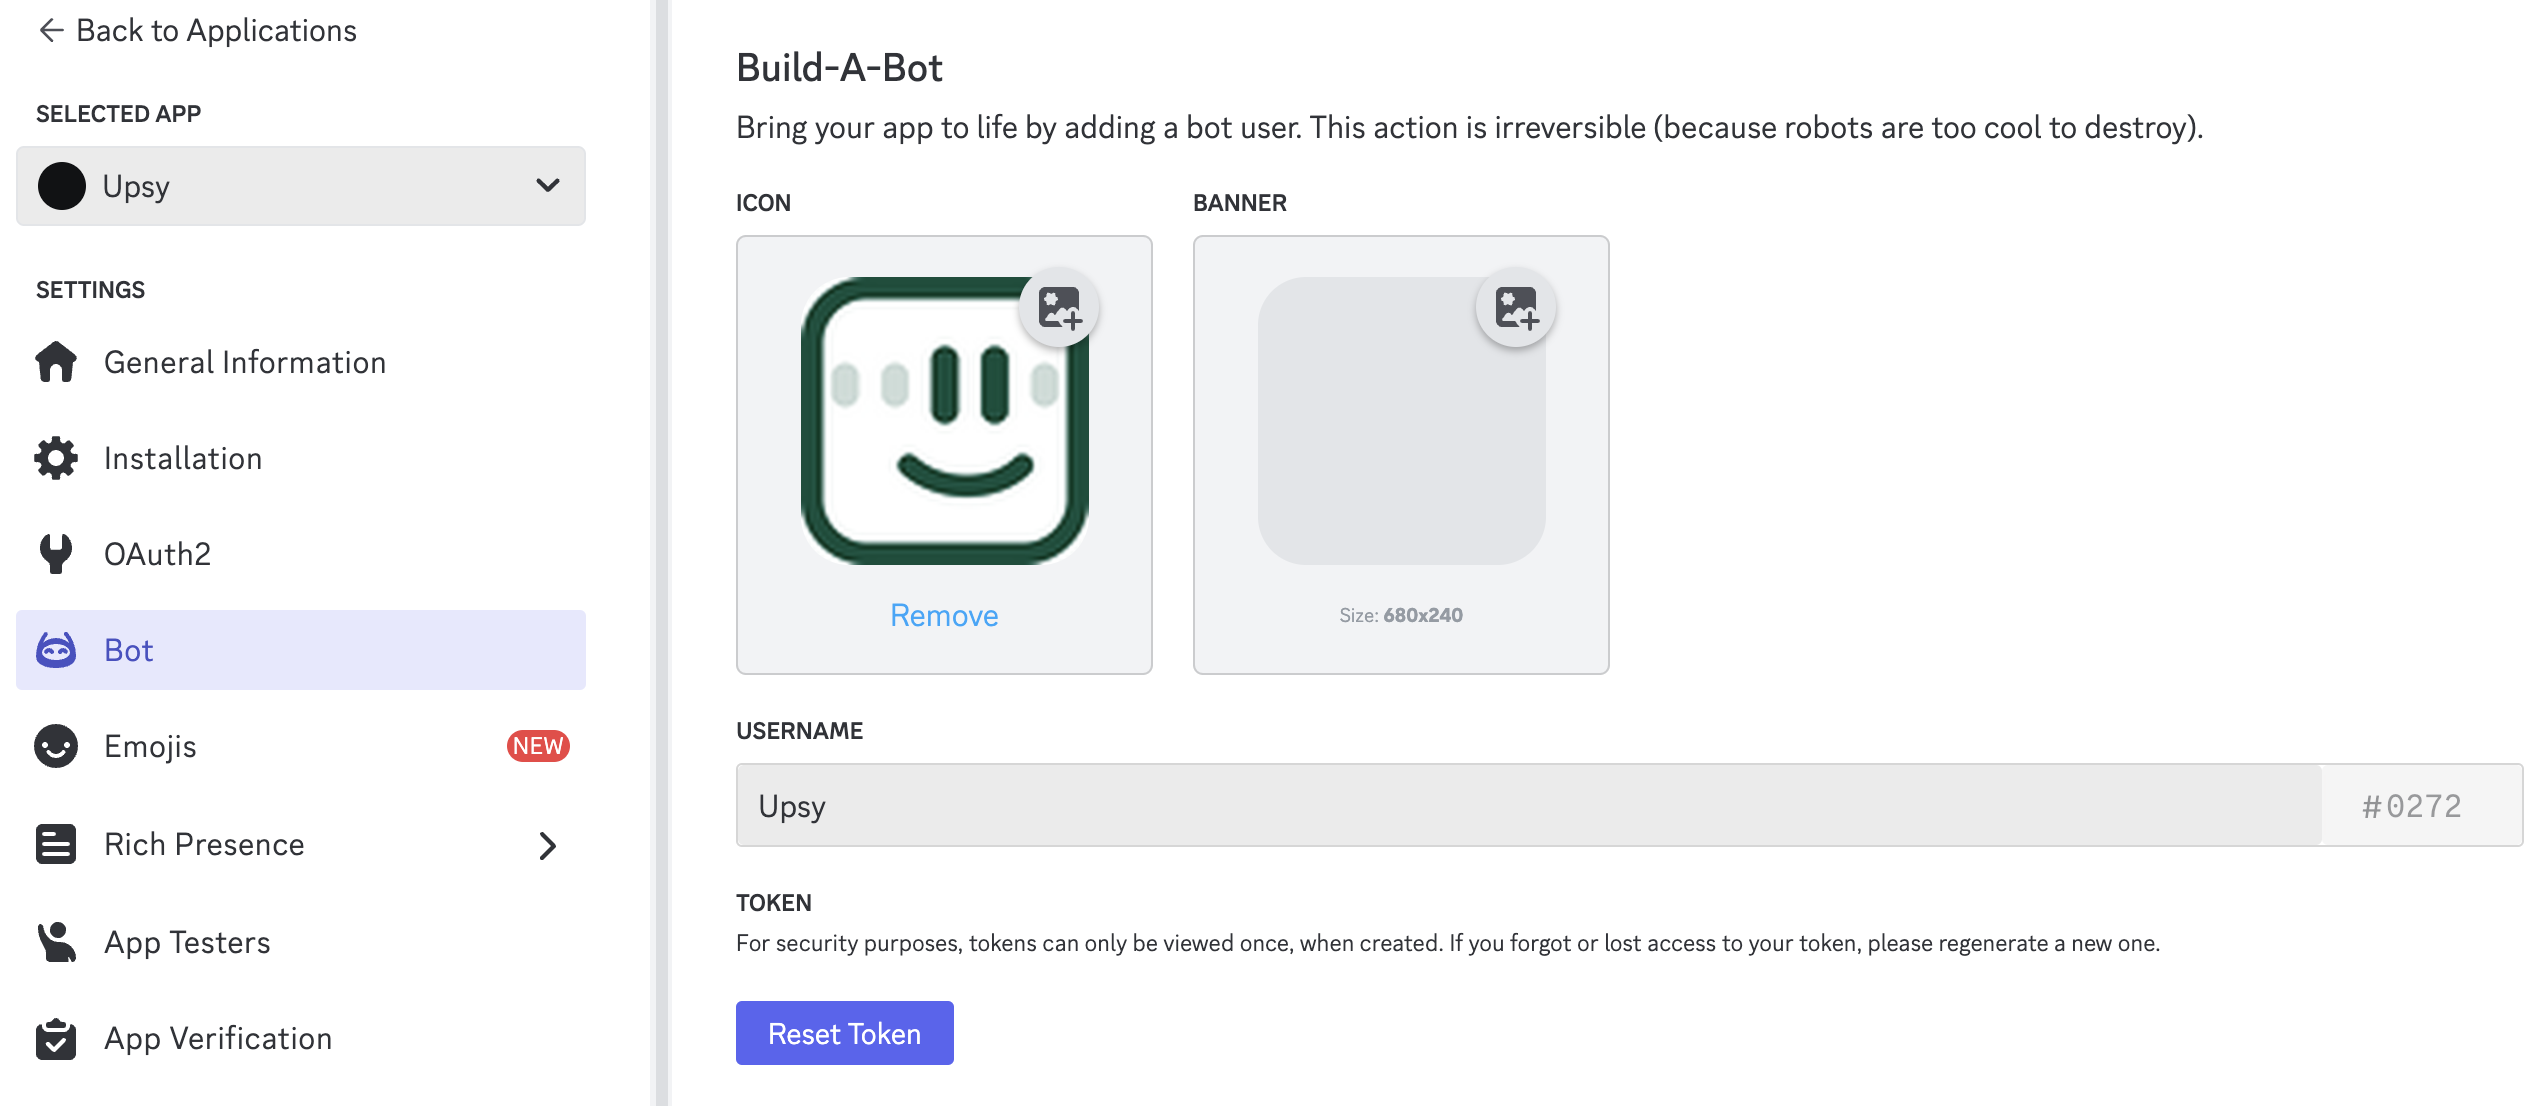 Back to Applications
SELECTED APP
Upsy
SETTINGS
General Information
Installation
OAuth2
Bot
Emojis
NEW
Rich Presence
App Testers
App Verification
Build-A-Bot
Bring your app to life by adding a bot user. This action is irreversible (because robots are too cool to destroy).
ICON
BANNER
Remove
Size: 680x240
USERNAME
Upsy
#0272
TOKEN
For security purposes, tokens can only be viewed once, when created. If you forgot or lost access to your token, please regenerate a new one.
Reset Token